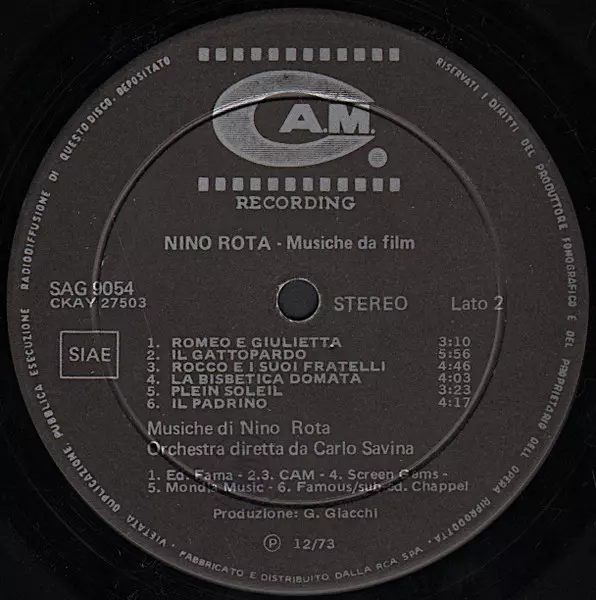 C.A.M.
RECORDING
NINO ROTA - Musiche da film
SAG 9054
CKAY 27503
STEREO
Lato 2
SIAE
1. ROMEO E GIULIETTA 3:10
2. IL GATTOPARDO 5:56
3. ROCCO E I SUOI FRATELLI 4:46
4. LA BISBETICA DOMATA 4:03
5. PLEIN SOLEIL 3:23
6. IL PADRINO 4:17
Musiche di Nino Rota
Orchestra diretta da Carlo Savina
1. Ed. Fama - 2.3. CAM - 4. Screen Gems -
5. Mondia Music - 6. Famous/sub-ed. Chappel
Produzione: G. Giacchi
Ⓟ 12/73
VIETATA DUPLICAZIONE, PUBBLICA ESECUZIONE RADIODIFFUSIONE DI QUESTO DISCO. DEPOSITATO
RISERVATI I DIRITTI DEL PRODUTTORE FONOGRAFICO E DEL PROPRIETARIO DELL OPERA RIPRODOTTA.
FABBRICATO E DISTRIBUITO DALLA RCA SPA